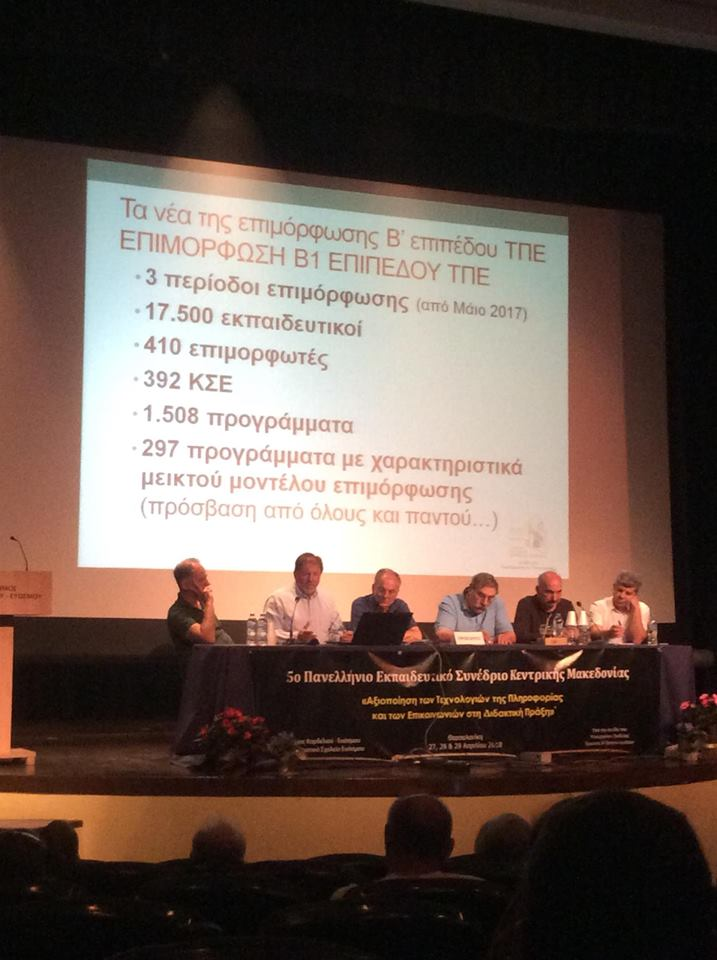 Τα νέα της επιμόρφωσης Β' επιπέδου ΤΠΕ
ΕΠΙΜΟΡΦΩΣΗ Β1 ΕΠΙΠΕΔΟΥ ΤΠΕ
• 3 περίοδοι επιμόρφωσης (από Μάιο 2017)
• 17.500 εκπαιδευτικοί
• 410 επιμορφωτές
• 392 ΚΣΕ
• 1.508 προγράμματα
• 297 προγράμματα με χαρακτηριστικά
μεικτού μοντέλου επιμόρφωσης
(πρόσβαση από όλους και παντού...)
5ο Πανελλήνιο Εκπαιδευτικό Συνέδριο Κεντρικής Μακεδονίας
«Αξιοποίηση των Τεχνολογιών της Πληροφορίας
και των Επικοινωνιών στη Διδακτική Πράξη»
Θεσσαλονίκη
27, 28 & 29 Απριλίου 2018